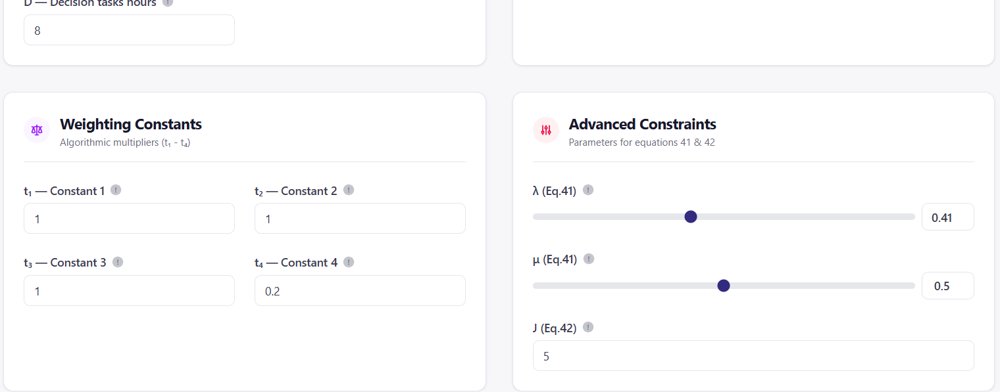 D — Decision tasks hours !
8
Weighting Constants
Algorithmic multipliers (t₁ - t₄)
t₁ — Constant 1 !
1
t₂ — Constant 2 !
1
t₃ — Constant 3 !
1
t₄ — Constant 4 !
0.2
Advanced Constraints
Parameters for equations 41 & 42
λ (Eq.41) !
0.41
μ (Eq.41) !
0.5
J (Eq.42) !
5